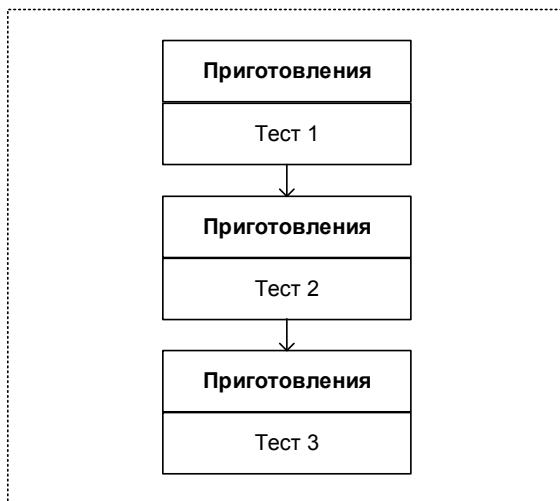 Приготовления
Тест 1
Приготовления
Тест 2
Приготовления
Тест 3